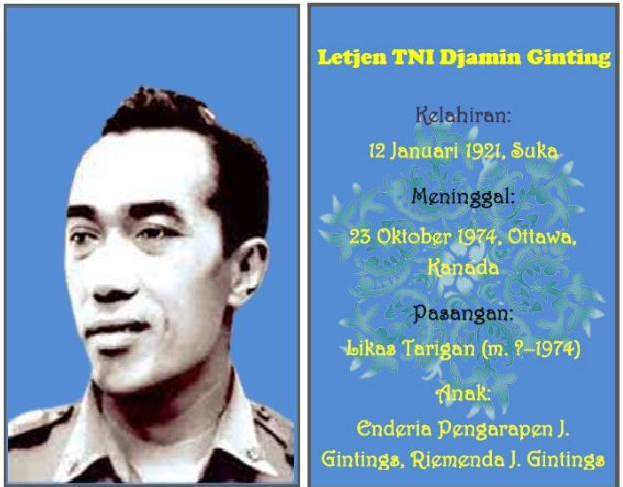 Letjen TNI Djamin Ginting
Kelahiran:
12 Januari 1921, Suka
Meninggal:
23 Oktober 1974, Ottawa,
Kanada
Pasangan:
Likas Tarigan (m. ?–1974)
Anak:
Enderia Pengarapen J.
Gintings, Riemenda J. Gintings